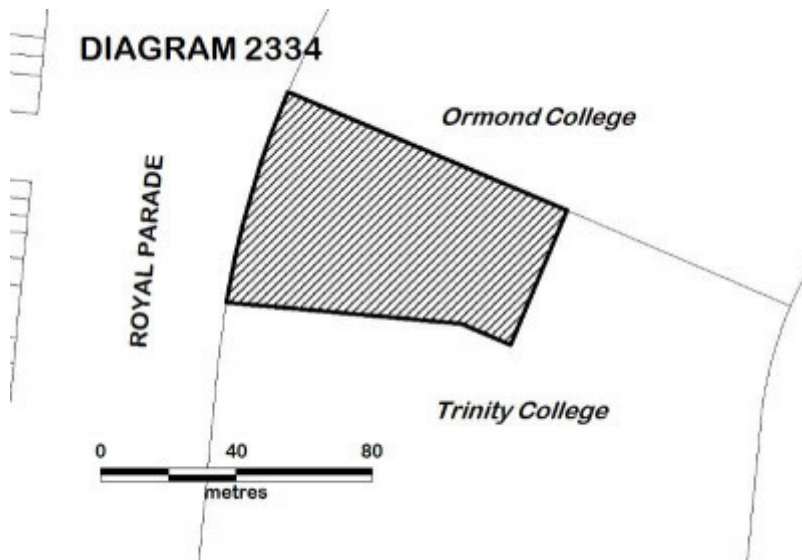 DIAGRAM 2334
Ormond College
ROYAL PARADE
Trinity College
0 40 80
metres